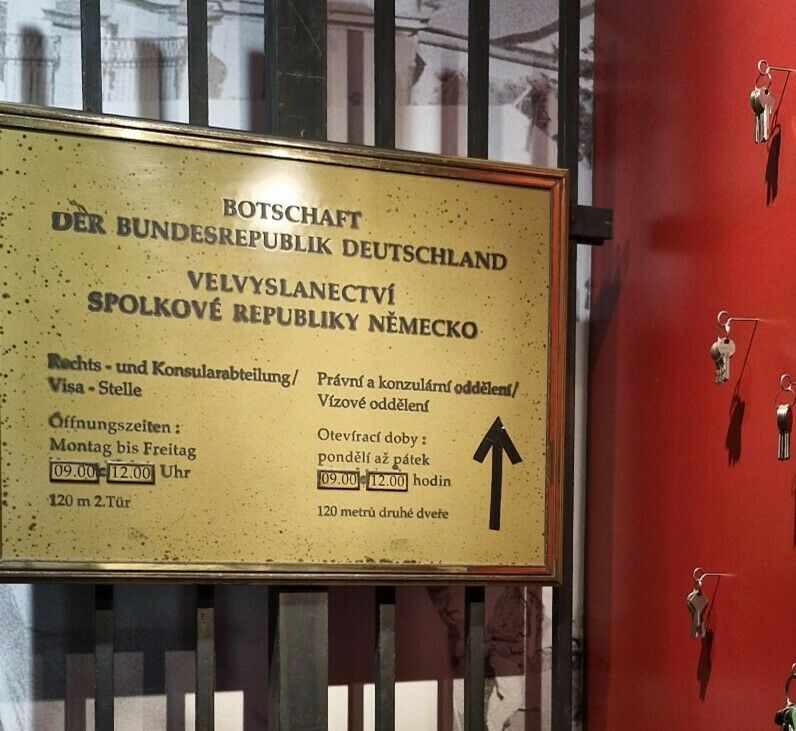 BOTSCHAFT
DER BUNDESREPUBLIK DEUTSCHLAND
VELVYSLANECTVÍ
SPOLKOVÉ REPUBLIKY NĚMECKO
Rechts - und Konsularabteilung/
Visa - Stelle
Öffnungszeiten :
Montag bis Freitag
09.00 - 12.00 Uhr
120 m 2.Tür
Právní a konzulární oddělení/
Vízové oddělení
Otevírací doby :
pondělí až pátek
09.00 - 12.00 hodin
120 metrů druhé dveře